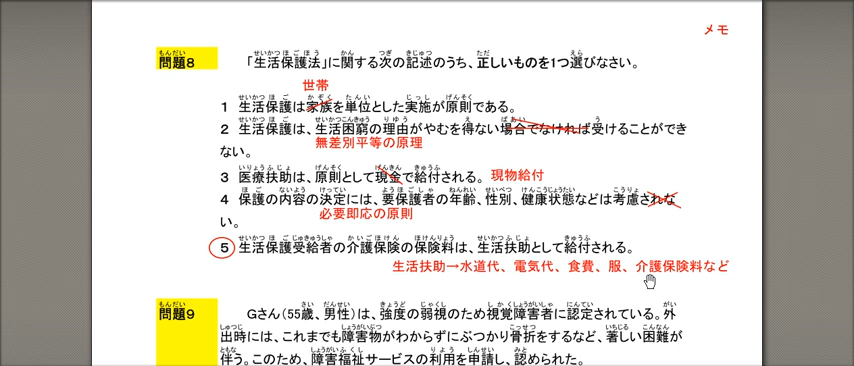 メモ
問題8 「生活保護法」に関する次の記述のうち、正しいものを1つ選びなさい。
世帯
1 生活保護は家族を単位とした実施が原則である。
2 生活保護は、生活困窮の理由がやむを得ない場合でなければ受けることができ
無差別平等の原理
ない。
3 医療扶助は、原則として現金で給付される。 現物給付
4 保護の内容の決定には、要保護者の年齢、性別、健康状態などは考慮されな
必要即応の原則
い。
5 生活保護受給者の介護保険の保険料は、生活扶助として給付される。
生活扶助→水道代、電気代、食費、服、介護保険料など
問題9 Gさん(55歳、男性)は、強度の弱視のため視覚障害者に認定されている。外
出時には、これまでも障害物がわからずにぶつかり骨折をするなど、著しい困難が
伴う。このため、障害福祉サービスの利用を申請し、認められた。